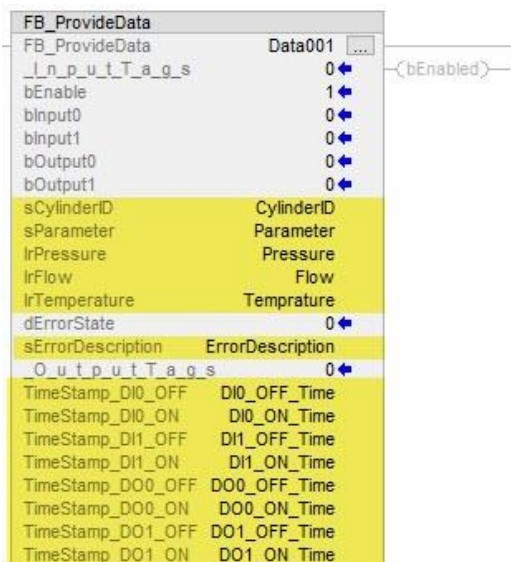 FB_ProvideData
FB_ProvideData Data001 ...
_I_n_p_u_t_T_a_g_s 0
bEnable 1
bInput0 0
bInput1 0
bOutput0 0
bOutput1 0
sCylinderID CylinderID
sParameter Parameter
lrPressure Pressure
lrFlow Flow
lrTemperature Temprature
dErrorState 0
sErrorDescription ErrorDescription
_O_u_t_p_u_t_T_a_g_s 0
TimeStamp_DI0_OFF DI0_OFF_Time
TimeStamp_DI0_ON DI0_ON_Time
TimeStamp_DI1_OFF DI1_OFF_Time
TimeStamp_DI1_ON DI1_ON_Time
TimeStamp_DO0_OFF DO0_OFF_Time
TimeStamp_DO0_ON DO0_ON_Time
TimeStamp_DO1_OFF DO1_OFF_Time
TimeStamp_DO1_ON DO1_ON_Time
(bEnabled)